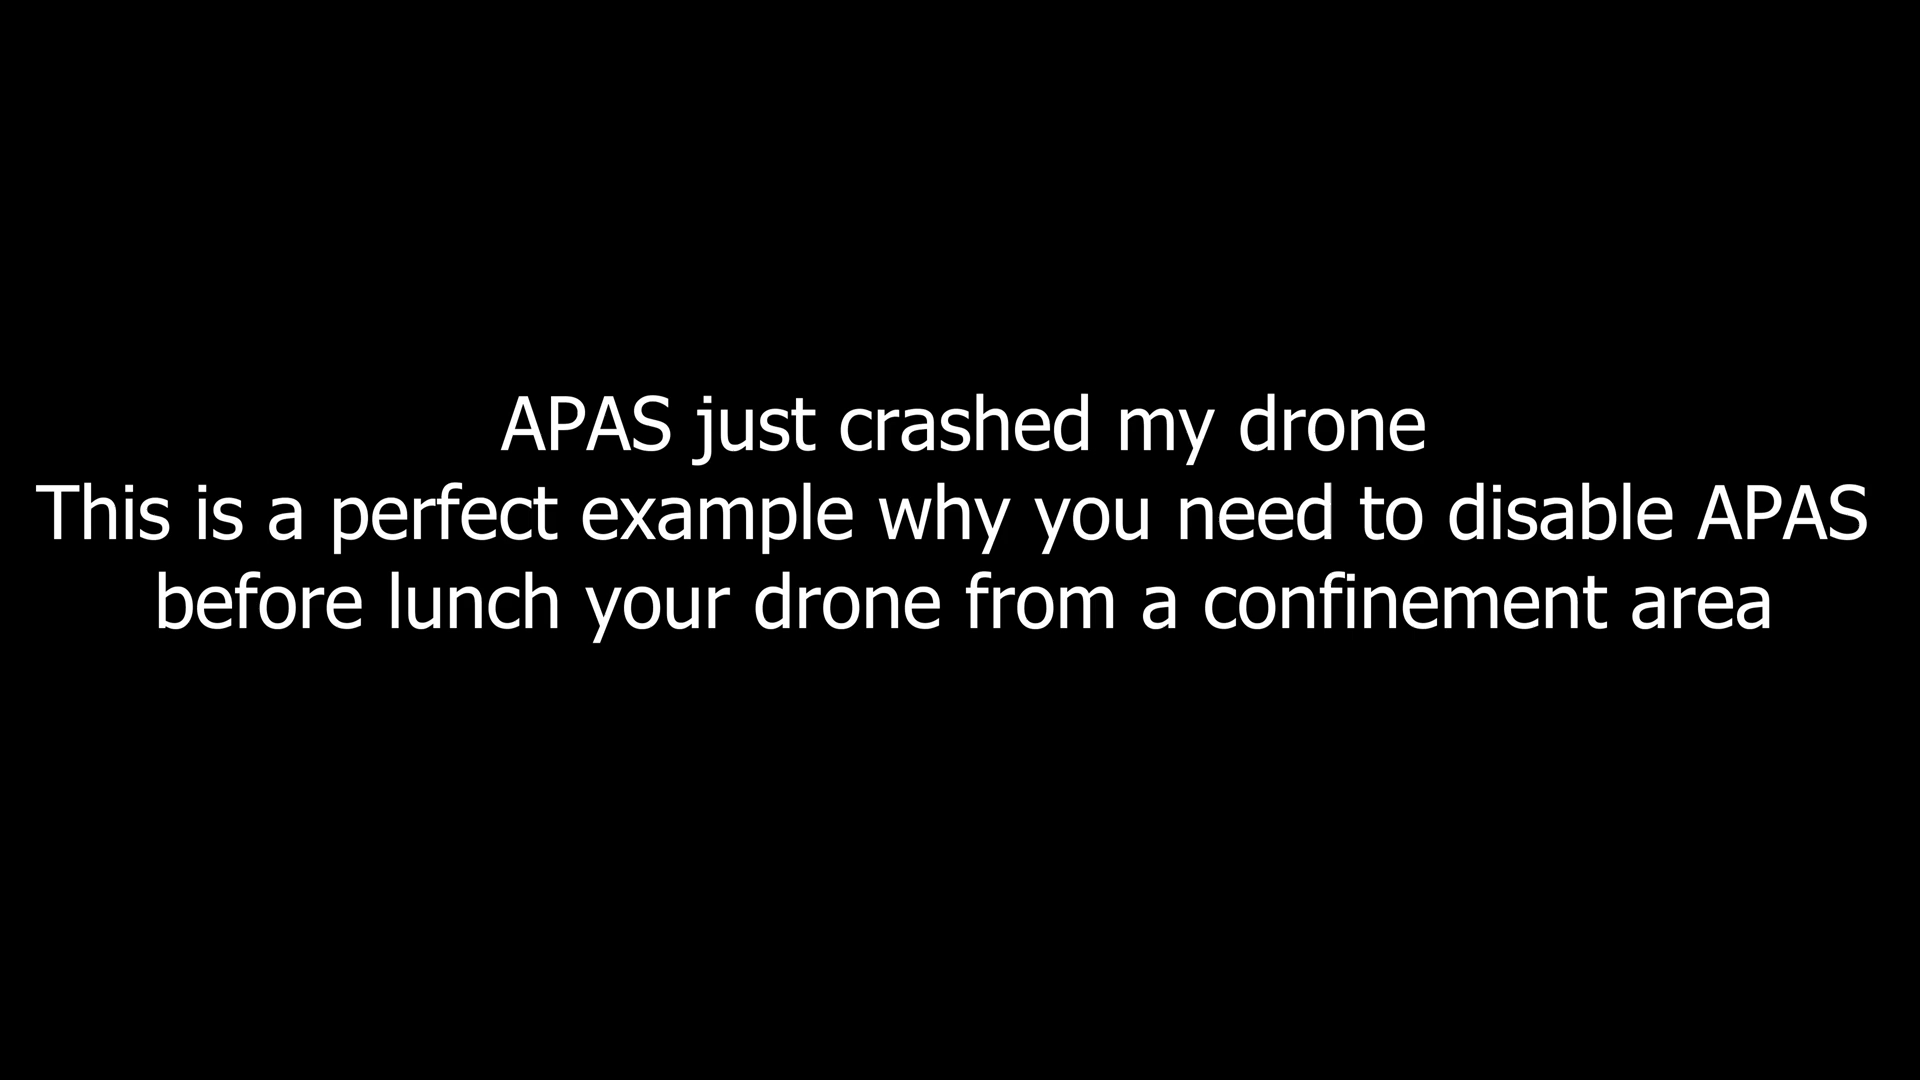 APAS just crashed my drone
This is a perfect example why you need to disable APAS
before lunch your drone from a confinement area